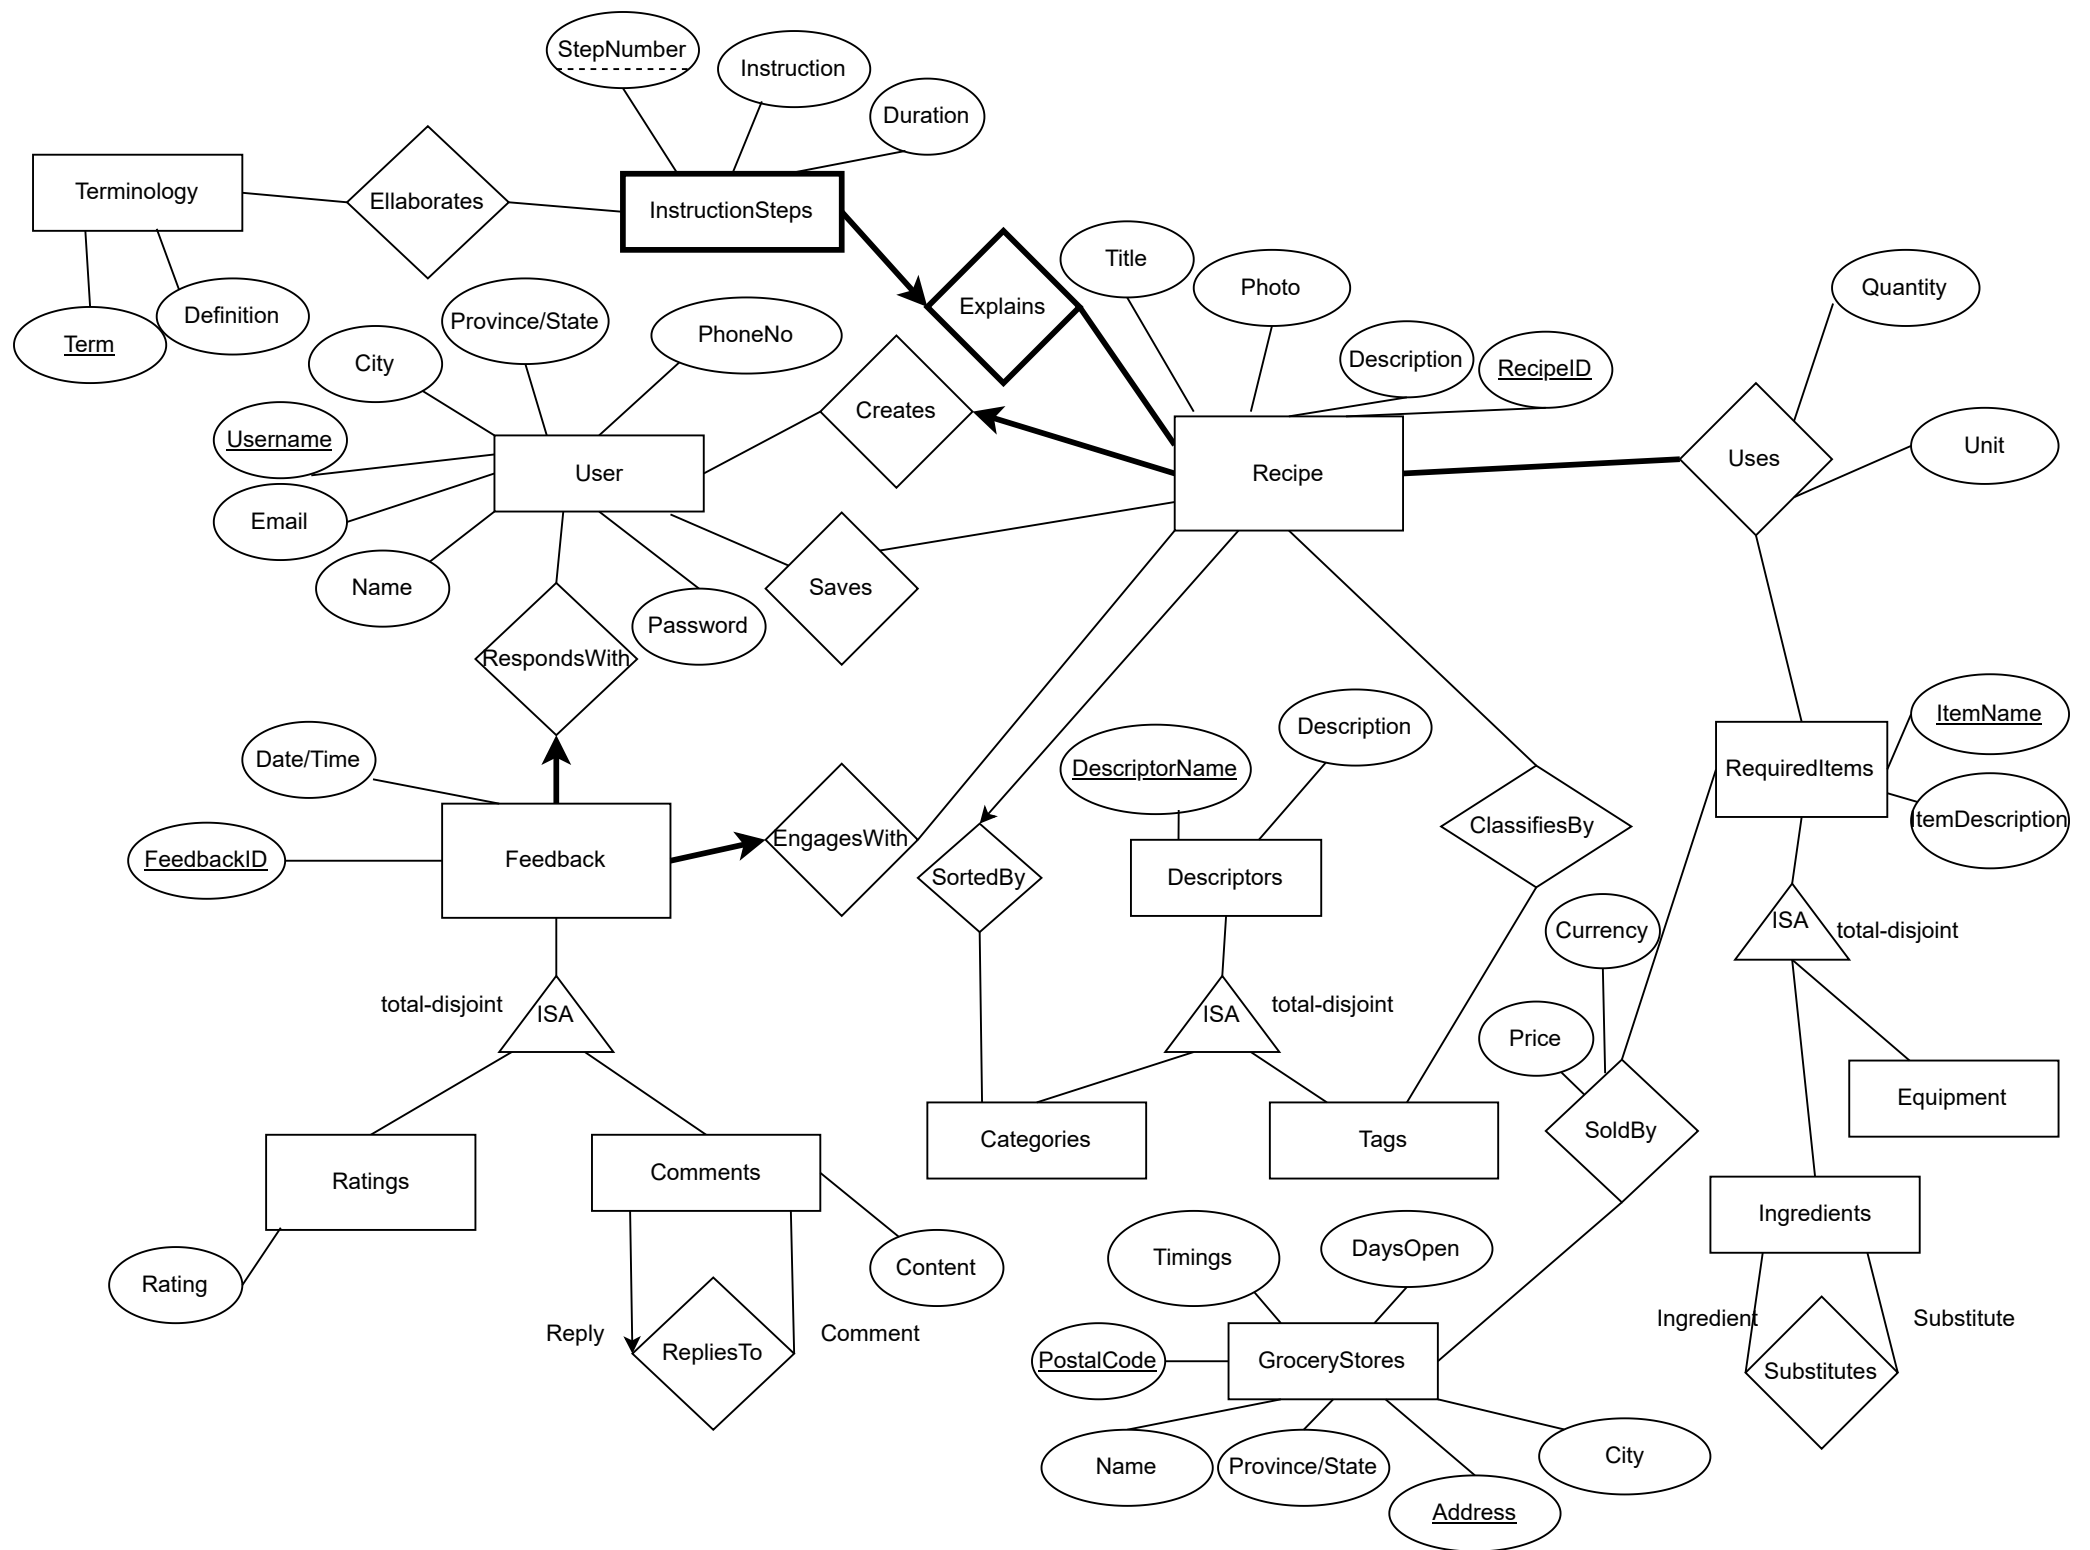 StepNumber
Instruction
Duration
Terminology
Ellaborates
InstructionSteps
Term
Definition
Explains
Title
Photo
Description
RecipeID
Quantity
Unit
Uses
City
Province/State
PhoneNo
Username
Email
Name
User
Creates
Recipe
Saves
Password
RespondsWith
Date/Time
FeedbackID
Feedback
EngagesWith
SortedBy
DescriptorName
Description
Descriptors
ClassifiesBy
RequiredItems
ItemName
ItemDescription
ISA
total-disjoint
Currency
Price
SoldBy
Equipment
total-disjoint
ISA
ISA
total-disjoint
Ratings
Comments
Categories
Tags
Rating
Content
Reply
RepliesTo
Comment
Ingredients
Ingredient
Substitute
Substitutes
Timings
DaysOpen
PostalCode
GroceryStores
Name
Province/State
Address
City